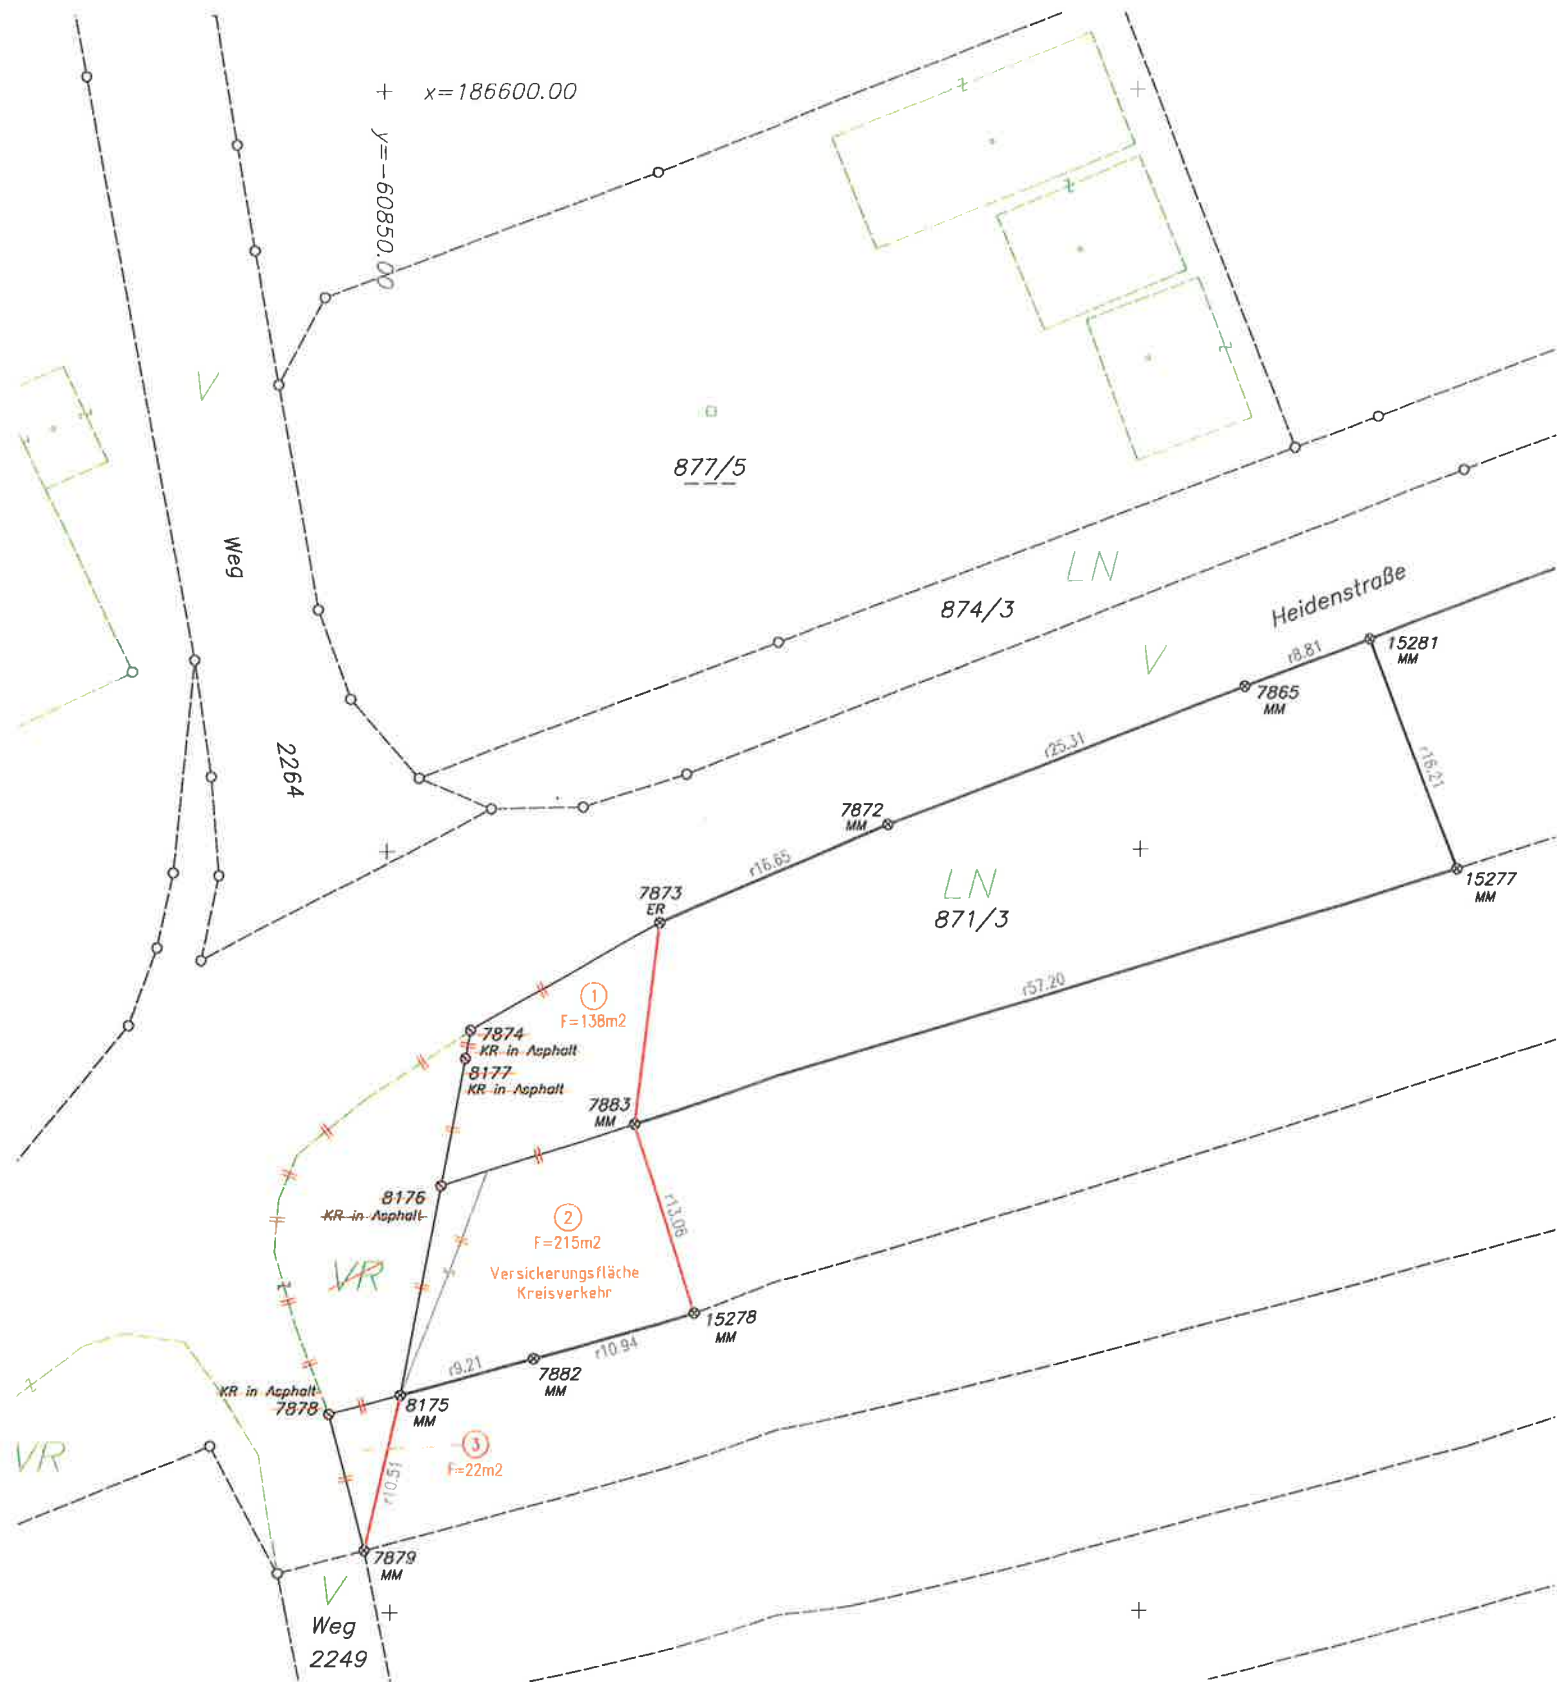 x=186600.00
y=-60850.00
V
877/5
Weg
LN
874/3
Heidenstraße
V
15281
MM
r8.81
7865
MM
2264
r25.31
r16.21
7872
MM
r16.65
LN
871/3
15277
MM
7873
ER
r57.20
1
F=138m2
7874
KR in Asphalt
8177
KR in Asphalt
7883
MM
8176
KR in Asphalt
r13.06
2
F=215m2
VR
Versickerungsfläche
Kreisverkehr
15278
MM
r10.94
r9.21
7882
MM
KR in Asphalt
7878
8175
MM
VR
3
F=22m2
r10.51
7879
MM
V
Weg
2249